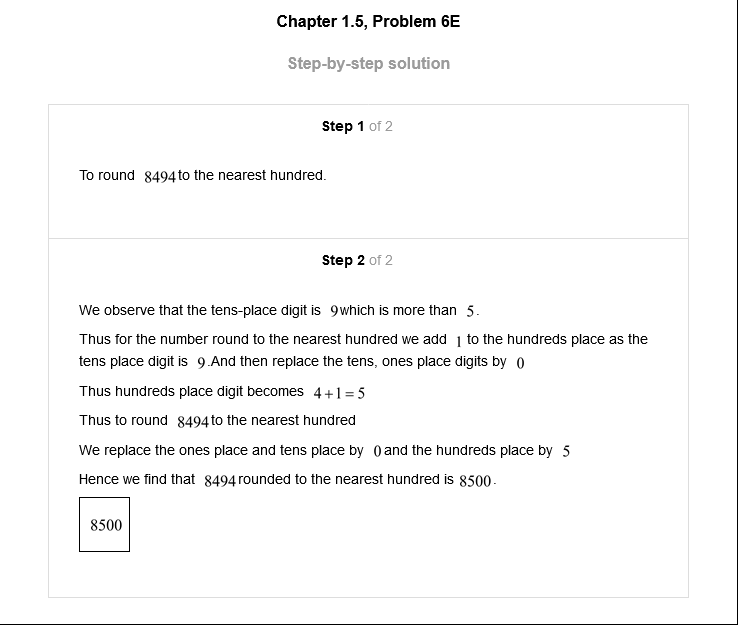 Chapter 1.5, Problem 6E
Step-by-step solution
Step 1 of 2
To round 8494 to the nearest hundred.
Step 2 of 2
We observe that the tens-place digit is 9 which is more than 5.
Thus for the number round to the nearest hundred we add 1 to the hundreds place as the
tens place digit is 9.And then replace the tens, ones place digits by 0
Thus hundreds place digit becomes 4+1=5
Thus to round 8494 to the nearest hundred
We replace the ones place and tens place by 0 and the hundreds place by 5
Hence we find that 8494 rounded to the nearest hundred is 8500.
8500